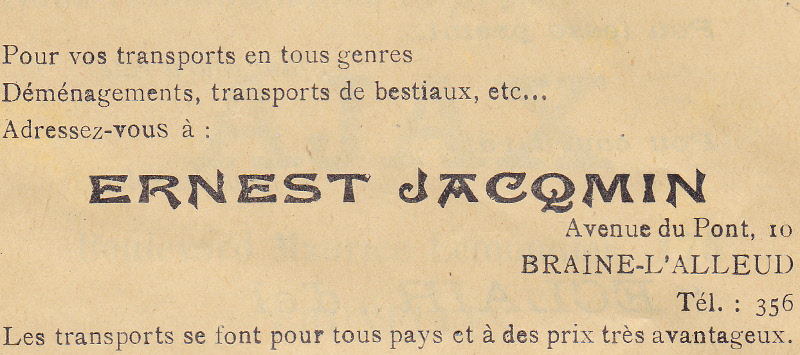 Pour vos transports en tous genres
Déménagements, transports de bestiaux, etc...
Adressez-vous à :
ERNEST JACQMIN
Avenue du Pont, 10
BRAINE-L'ALLEUD
Tél. : 356
Les transports se font pour tous pays et à des prix très avantageux.